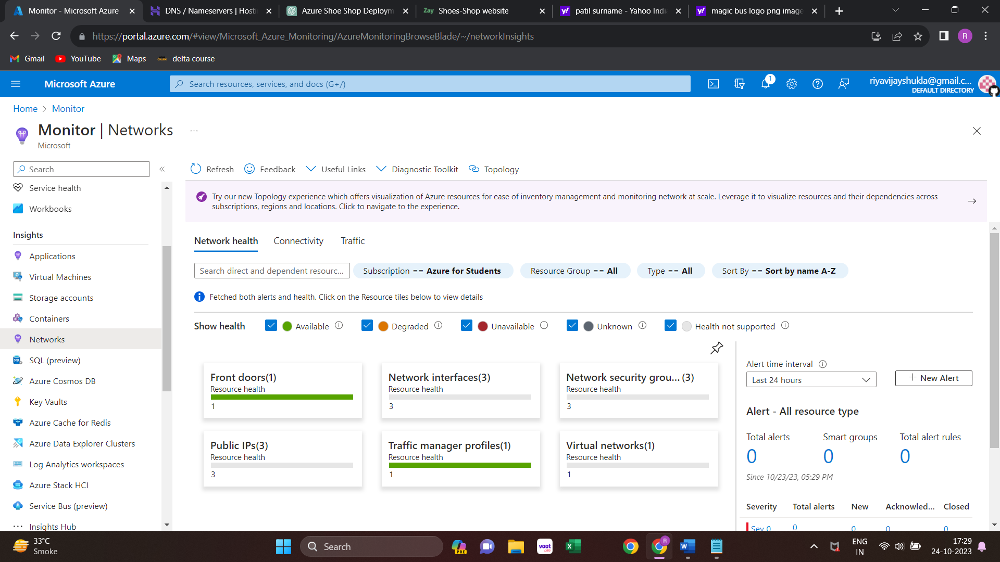 Monitor - Microsoft Azure
DNS / Nameservers | Hosti
Azure Shoe Shop Deploym
Zay
Shoes-Shop website
patil surname - Yahoo Indi
magic bus logo png image
https://portal.azure.com/#view/Microsoft_Azure_Monitoring/AzureMonitoringBrowseBlade/~/networkInsights
R
Gmail
YouTube
Maps
delta course
Microsoft Azure
Search resources, services, and docs (G+/)
1
riyavijayshukla@gmail.c...
DEFAULT DIRECTORY
Home > Monitor
Monitor | Networks ...
Microsoft
Search
«
Service health
Workbooks
Insights
Applications
Virtual Machines
Storage accounts
Containers
Networks
SQL (preview)
Azure Cosmos DB
Key Vaults
Azure Cache for Redis
Azure Data Explorer Clusters
Log Analytics workspaces
Azure Stack HCI
Service Bus (preview)
Insights Hub
Refresh
Feedback
Useful Links
Diagnostic Toolkit
Topology
Try our new Topology experience which offers visualization of Azure resources for ease of inventory management and monitoring network at scale. Leverage it to visualize resources and their dependencies across
subscriptions, regions and locations. Click to navigate to the experience.
Network health
Connectivity
Traffic
Search direct and dependent resourc...
Subscription == Azure for Students
Resource Group == All
Type == All
Sort By == Sort by name A-Z
Fetched both alerts and health. Click on the Resource tiles below to view details
Show health
Available
Degraded
Unavailable
Unknown
Health not supported
Front doors(1)
Resource health
1
Network interfaces(3)
Resource health
3
Network security grou... (3)
Resource health
3
Public IPs(3)
Resource health
3
Traffic manager profiles(1)
Resource health
1
Virtual networks(1)
Resource health
1
Alert time interval
Last 24 hours
+ New Alert
Alert - All resource type
Total alerts
0
Smart groups
0
Total alert rules
0
Since 10/23/23, 05:29 PM
Severity
Total alerts
New
Acknowled...
Closed
Sev 0
0
0
0
0
33°C
Smoke
Search
PRE
voot
Lite
R
ENG
IN
17:29
24-10-2023